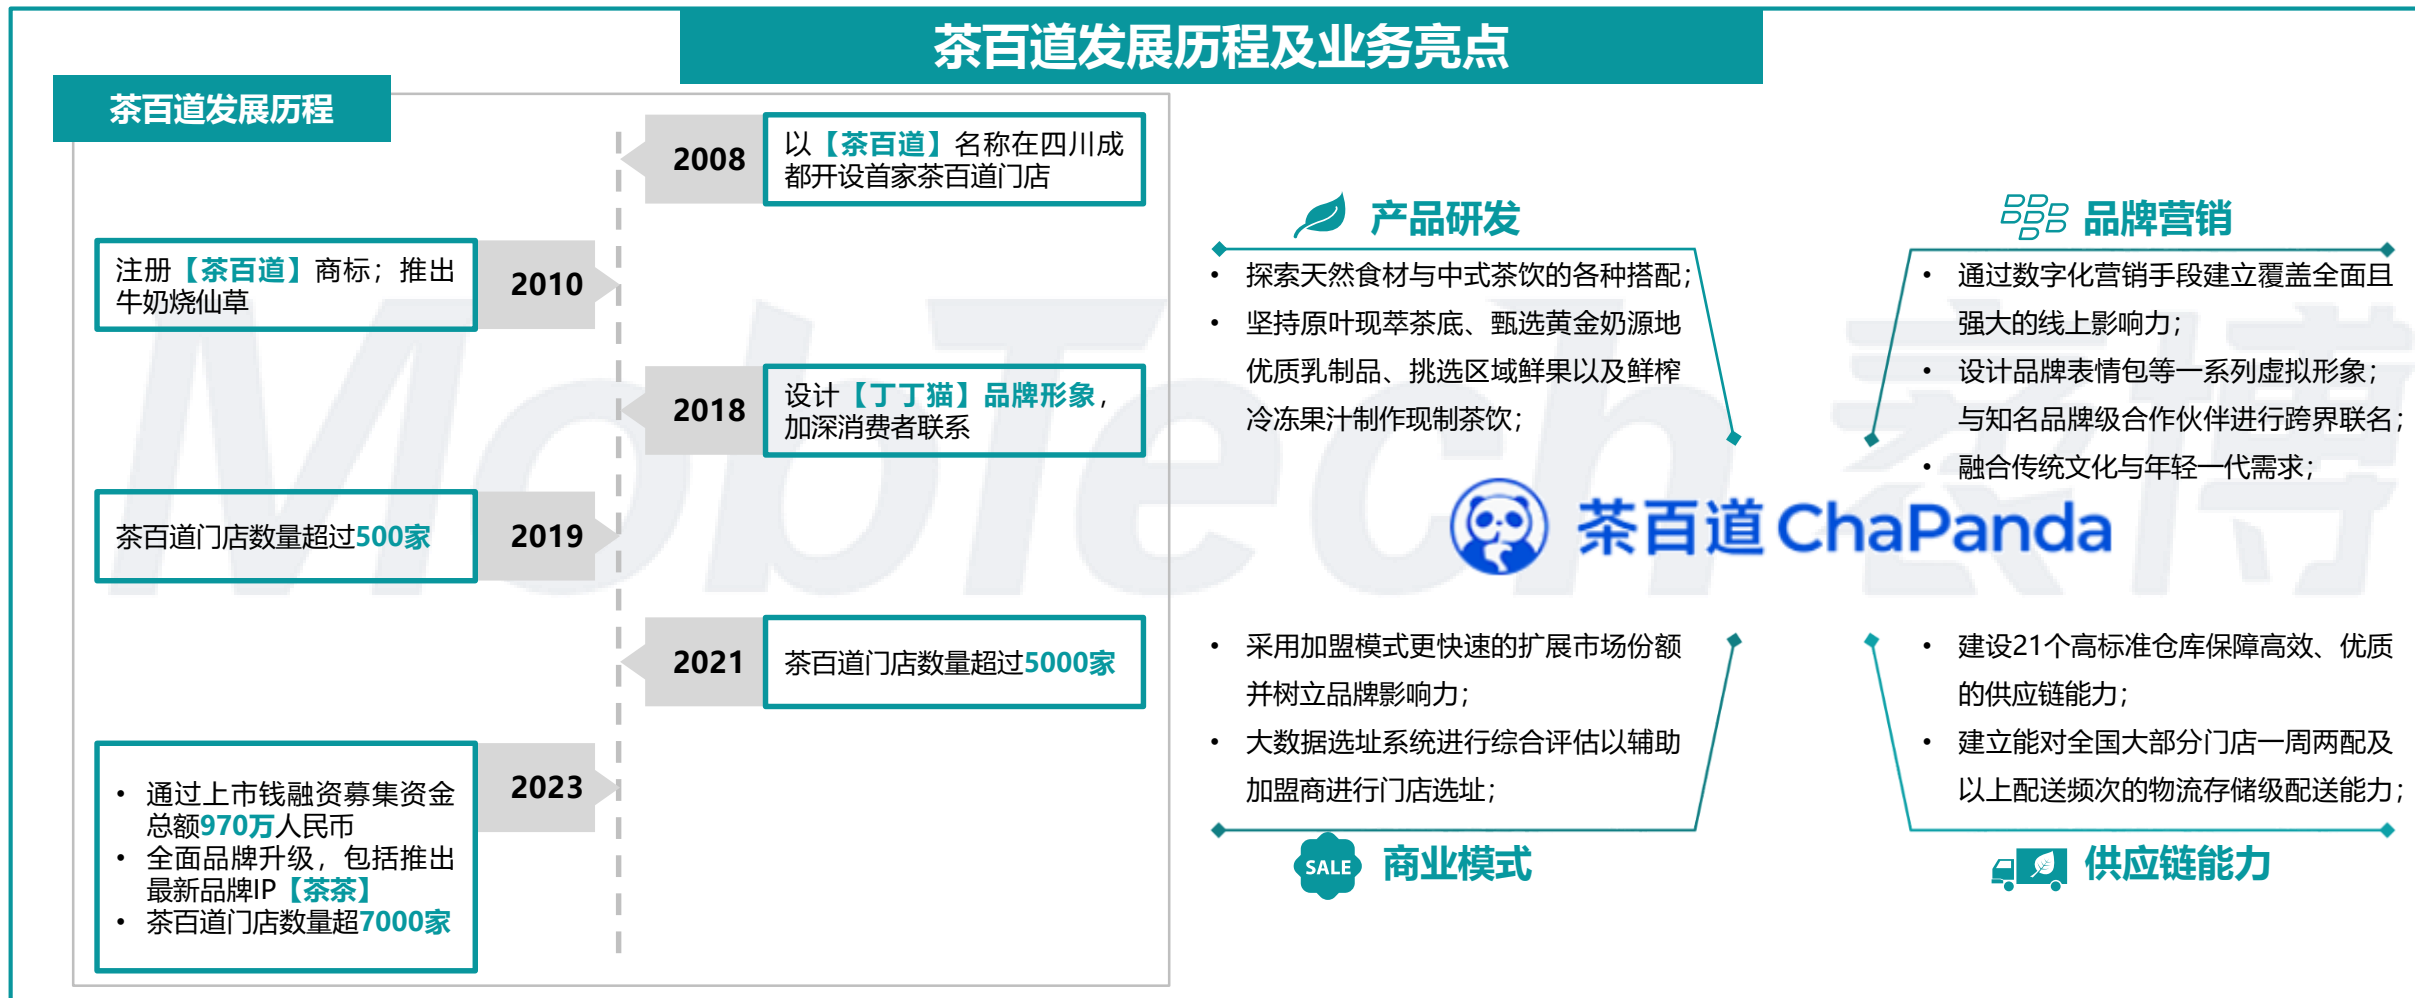 茶百道发展历程及业务亮点
茶百道发展历程
2008
以【茶百道】名称在四川成
都开设首家茶百道门店
注册【茶百道】商标；推出
牛奶烧仙草
2010
2018
设计【丁丁猫】品牌形象，
加深消费者联系
茶百道门店数量超过500家
2019
2021
茶百道门店数量超过5000家
• 通过上市钱融资募集资金
总额970万人民币
• 全面品牌升级，包括推出
最新品牌IP【茶茶】
• 茶百道门店数量超7000家
2023
产品研发
• 探索天然食材与中式茶饮的各种搭配；
• 坚持原叶现萃茶底、甄选黄金奶源地
优质乳制品、挑选区域鲜果以及鲜榨
冷冻果汁制作现制茶饮；
品牌营销
• 通过数字化营销手段建立覆盖全面且
强大的线上影响力；
• 设计品牌表情包等一系列虚拟形象；
与知名品牌级合作伙伴进行跨界联名；
• 融合传统文化与年轻一代需求；
茶百道 ChaPanda
• 采用加盟模式更快速的扩展市场份额
并树立品牌影响力；
• 大数据选址系统进行综合评估以辅助
加盟商进行门店选址；
SALE 商业模式
• 建设21个高标准仓库保障高效、优质
的供应链能力；
• 建立能对全国大部分门店一周两配及
以上配送频次的物流存储级配送能力；
供应链能力
MobTech 袤博